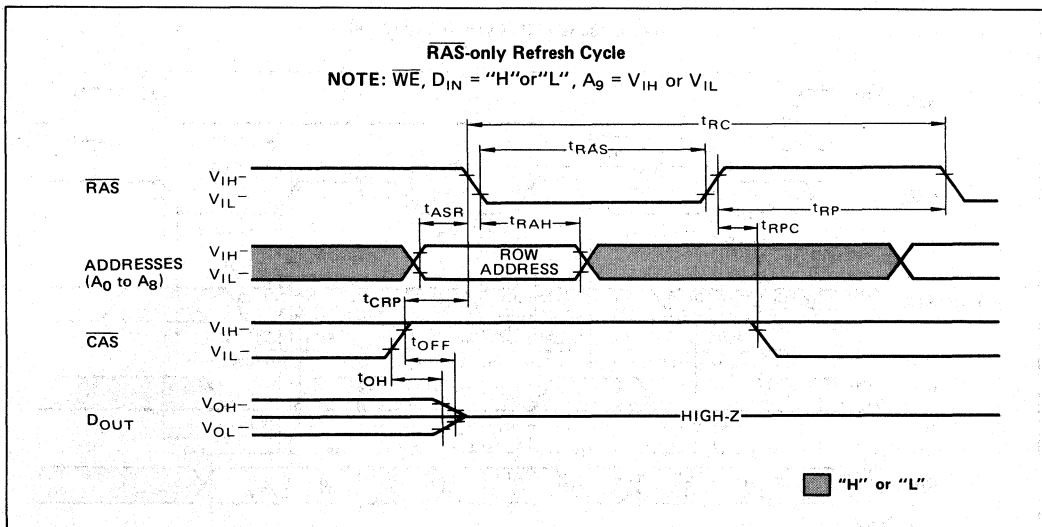 RAS-only Refresh Cycle
NOTE: WE, DIN = "H"or"L", A9 = VIH or VIL
tRC
tRAS
RAS
VIH
VIL
tASR
tRAH
tRP
tRPC
ADDRESSES
(A0 to A8)
VIH
VIL
ROW
ADDRESS
tCRP
CAS
VIH
VIL
tOFF
tOH
DOUT
VOH
VOL
HIGH-Z
"H" or "L"